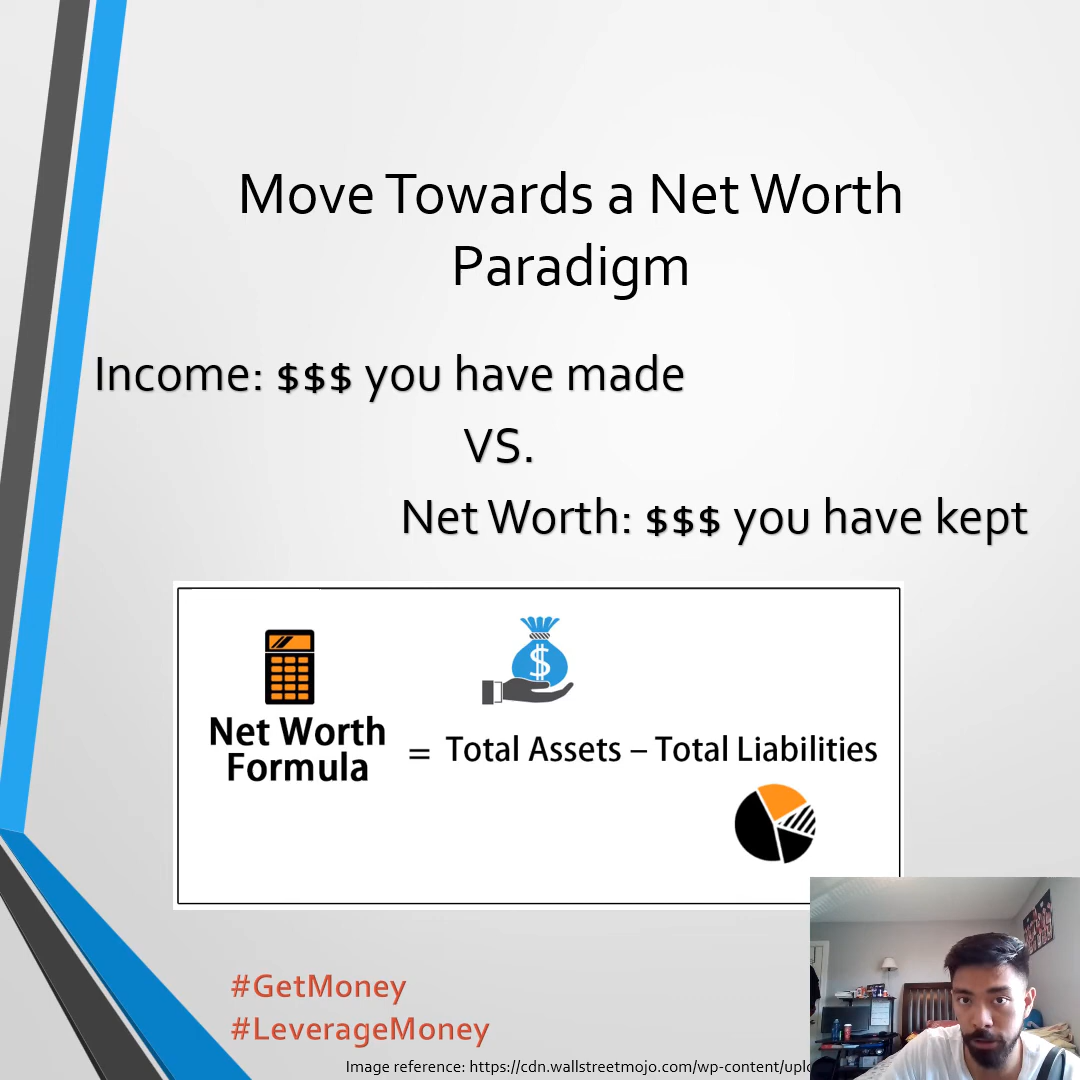 Move Towards a Net Worth
Paradigm
Income: $$$ you have made
VS.
Net Worth: $$$ you have kept
Net Worth
Formula
= Total Assets – Total Liabilities
#GetMoney
#LeverageMoney
Image reference: https://cdn.wallstreetmojo.com/wp-content/uplo